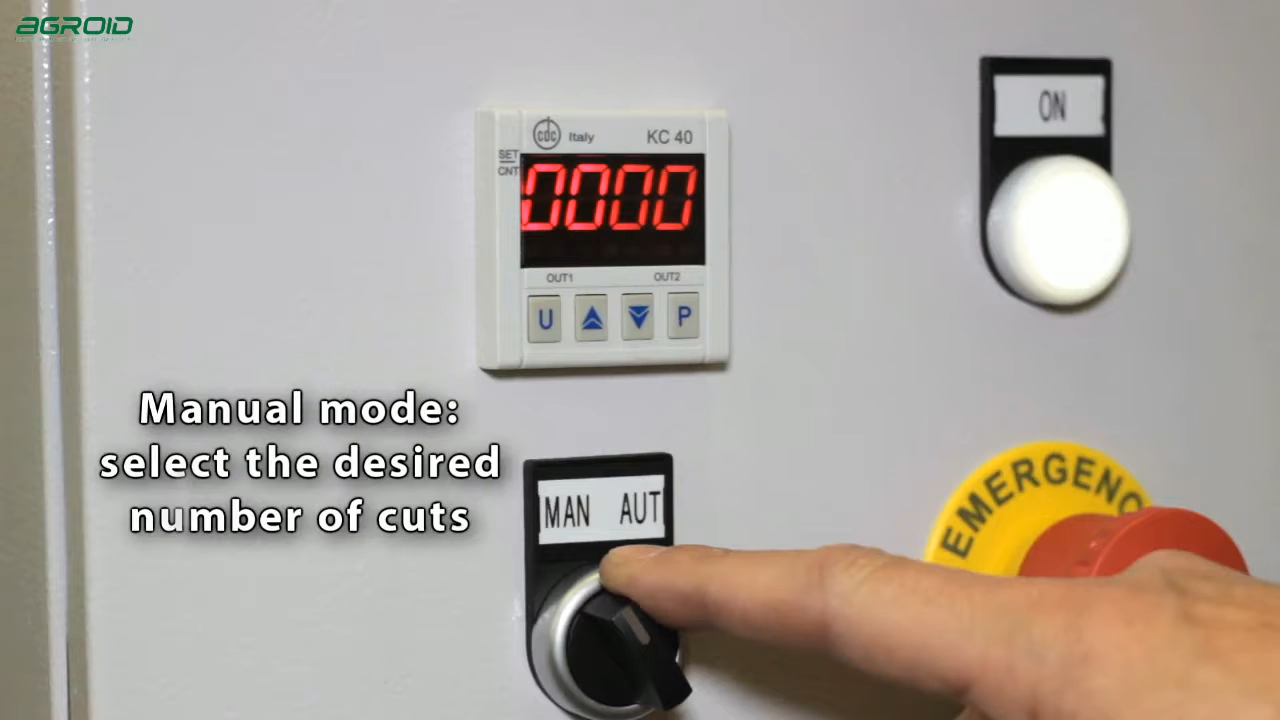 AGROID
ON
CDC Italy KC 40
SET
CNT
0000
OUT1 OUT2
U P
Manual mode:
select the desired
number of cuts
MAN AUT
EMERGENC